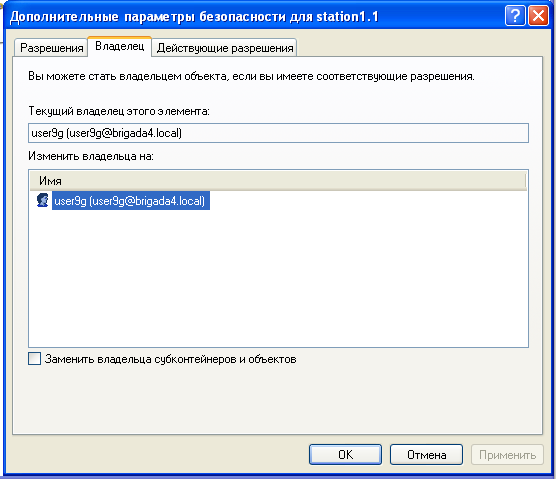 Дополнительные параметры безопасности для station1.1
Разрешения Владелец Действующие разрешения
Вы можете стать владельцем объекта, если вы имеете соответствующие разрешения.
Текущий владелец этого элемента:
user9g (user9g@brigada4.local)
Изменить владельца на:
Имя
user9g (user9g@brigada4.local)
Заменить владельца субконтейнеров и объектов
OK Отмена Применить